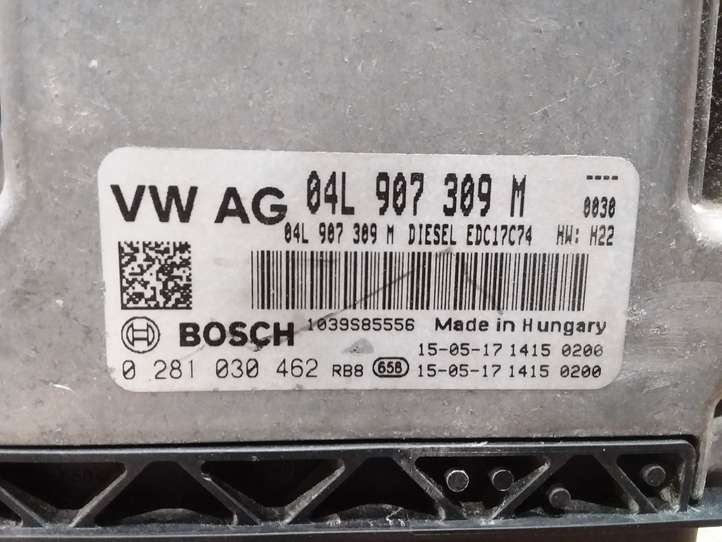 VW AG 04L 907 309 M ----
0030
04L 907 309 M DIESEL EDC17C74 HW: H22
BOSCH 1039S85556 Made in Hungary
15-05-17 1415 0200
0 281 030 462 RB8 658 15-05-17 1415 0200